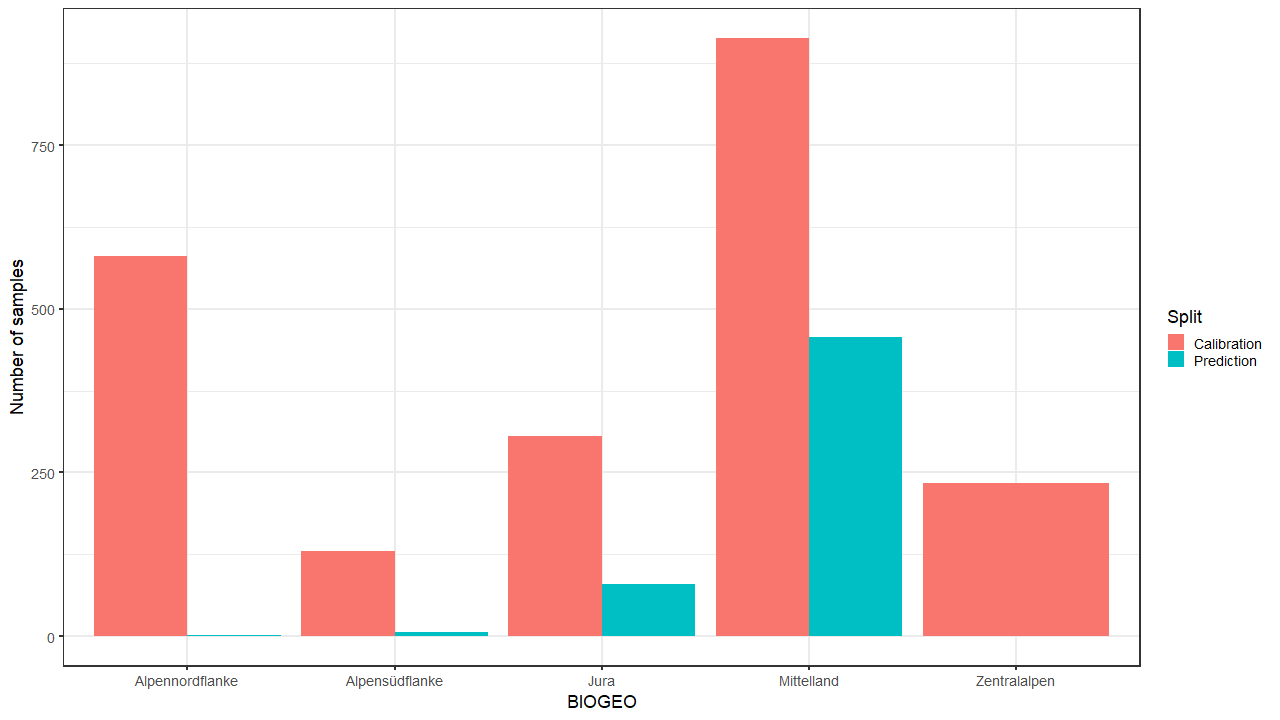 Number of samples
750
500
250
0
Alpennordflanke
Alpensüdflanke
Jura
Mittelland
Zentralalpen
BIOGEO
Split
Calibration
Prediction